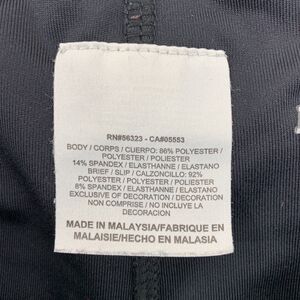 RN#56323 - CA#05553
BODY / CORPS / CUERPO: 86% POLYESTER /
POLYESTER / POLIESTER
14% SPANDEX / ELASTHANNE / ELASTANO
BRIEF / SLIP / CALZONCILLO: 92%
POLYESTER / POLYESTER / POLIESTER
8% SPANDEX / ELASTHANNE / ELASTANO
EXCLUSIVE OF DECORATION / DECORATION
NON COMPRISE / NO INCLUYE LA
DECORACION
MADE IN MALAYSIA/FABRIQUE EN
MALAISIE/HECHO EN MALASIA